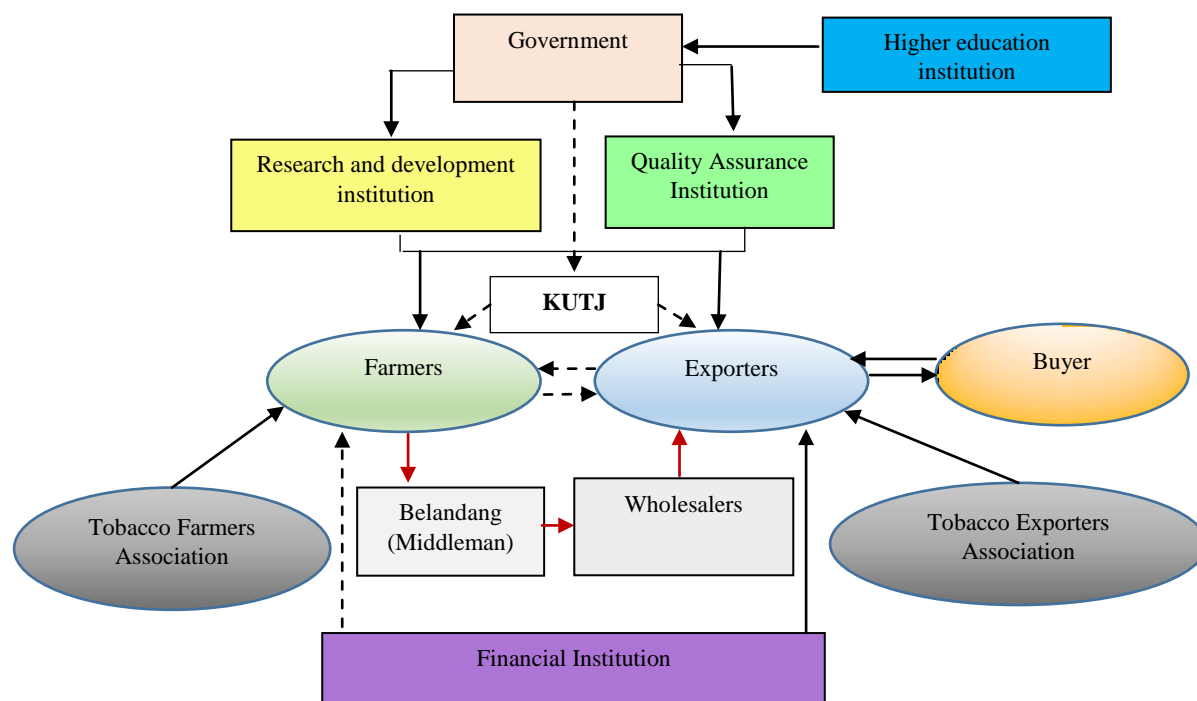 Government
Higher education
institution
Research and development
institution
Quality Assurance
Institution
KUTJ
Farmers
Exporters
Buyer
Belandang
(Middleman)
Wholesalers
Tobacco Farmers
Association
Tobacco Exporters
Association
Financial Institution